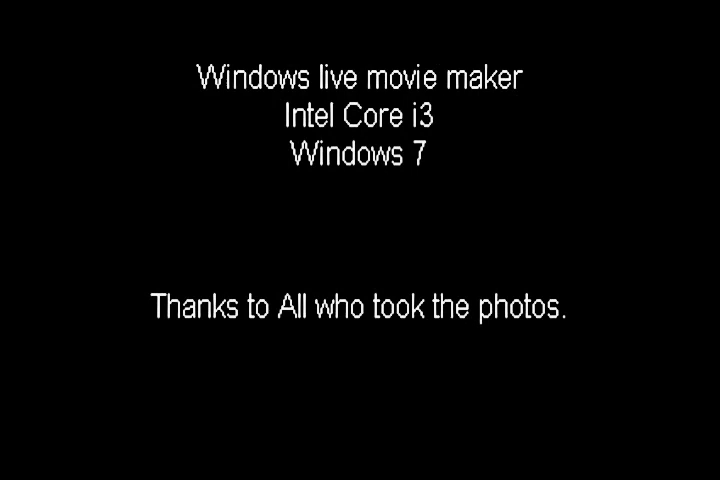 Windows live movie maker
Intel Core i3
Windows 7
Thanks to All who took the photos.